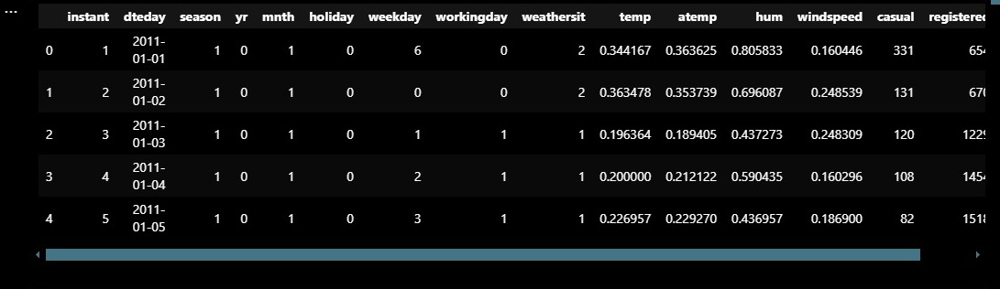 ...
instant dteday season yr mnth holiday weekday workingday weathersit temp atemp hum windspeed casual registered
0 1 2011-01-01 1 0 1 0 6 0 2 0.344167 0.363625 0.805833 0.160446 331 654
1 2 2011-01-02 1 0 1 0 0 0 2 0.363478 0.353739 0.696087 0.248539 131 670
2 3 2011-01-03 1 0 1 0 1 1 1 0.196364 0.189405 0.437273 0.248309 120 1229
3 4 2011-01-04 1 0 1 0 2 1 1 0.200000 0.212122 0.590435 0.160296 108 1454
4 5 2011-01-05 1 0 1 0 3 1 1 0.226957 0.229270 0.436957 0.186900 82 1518